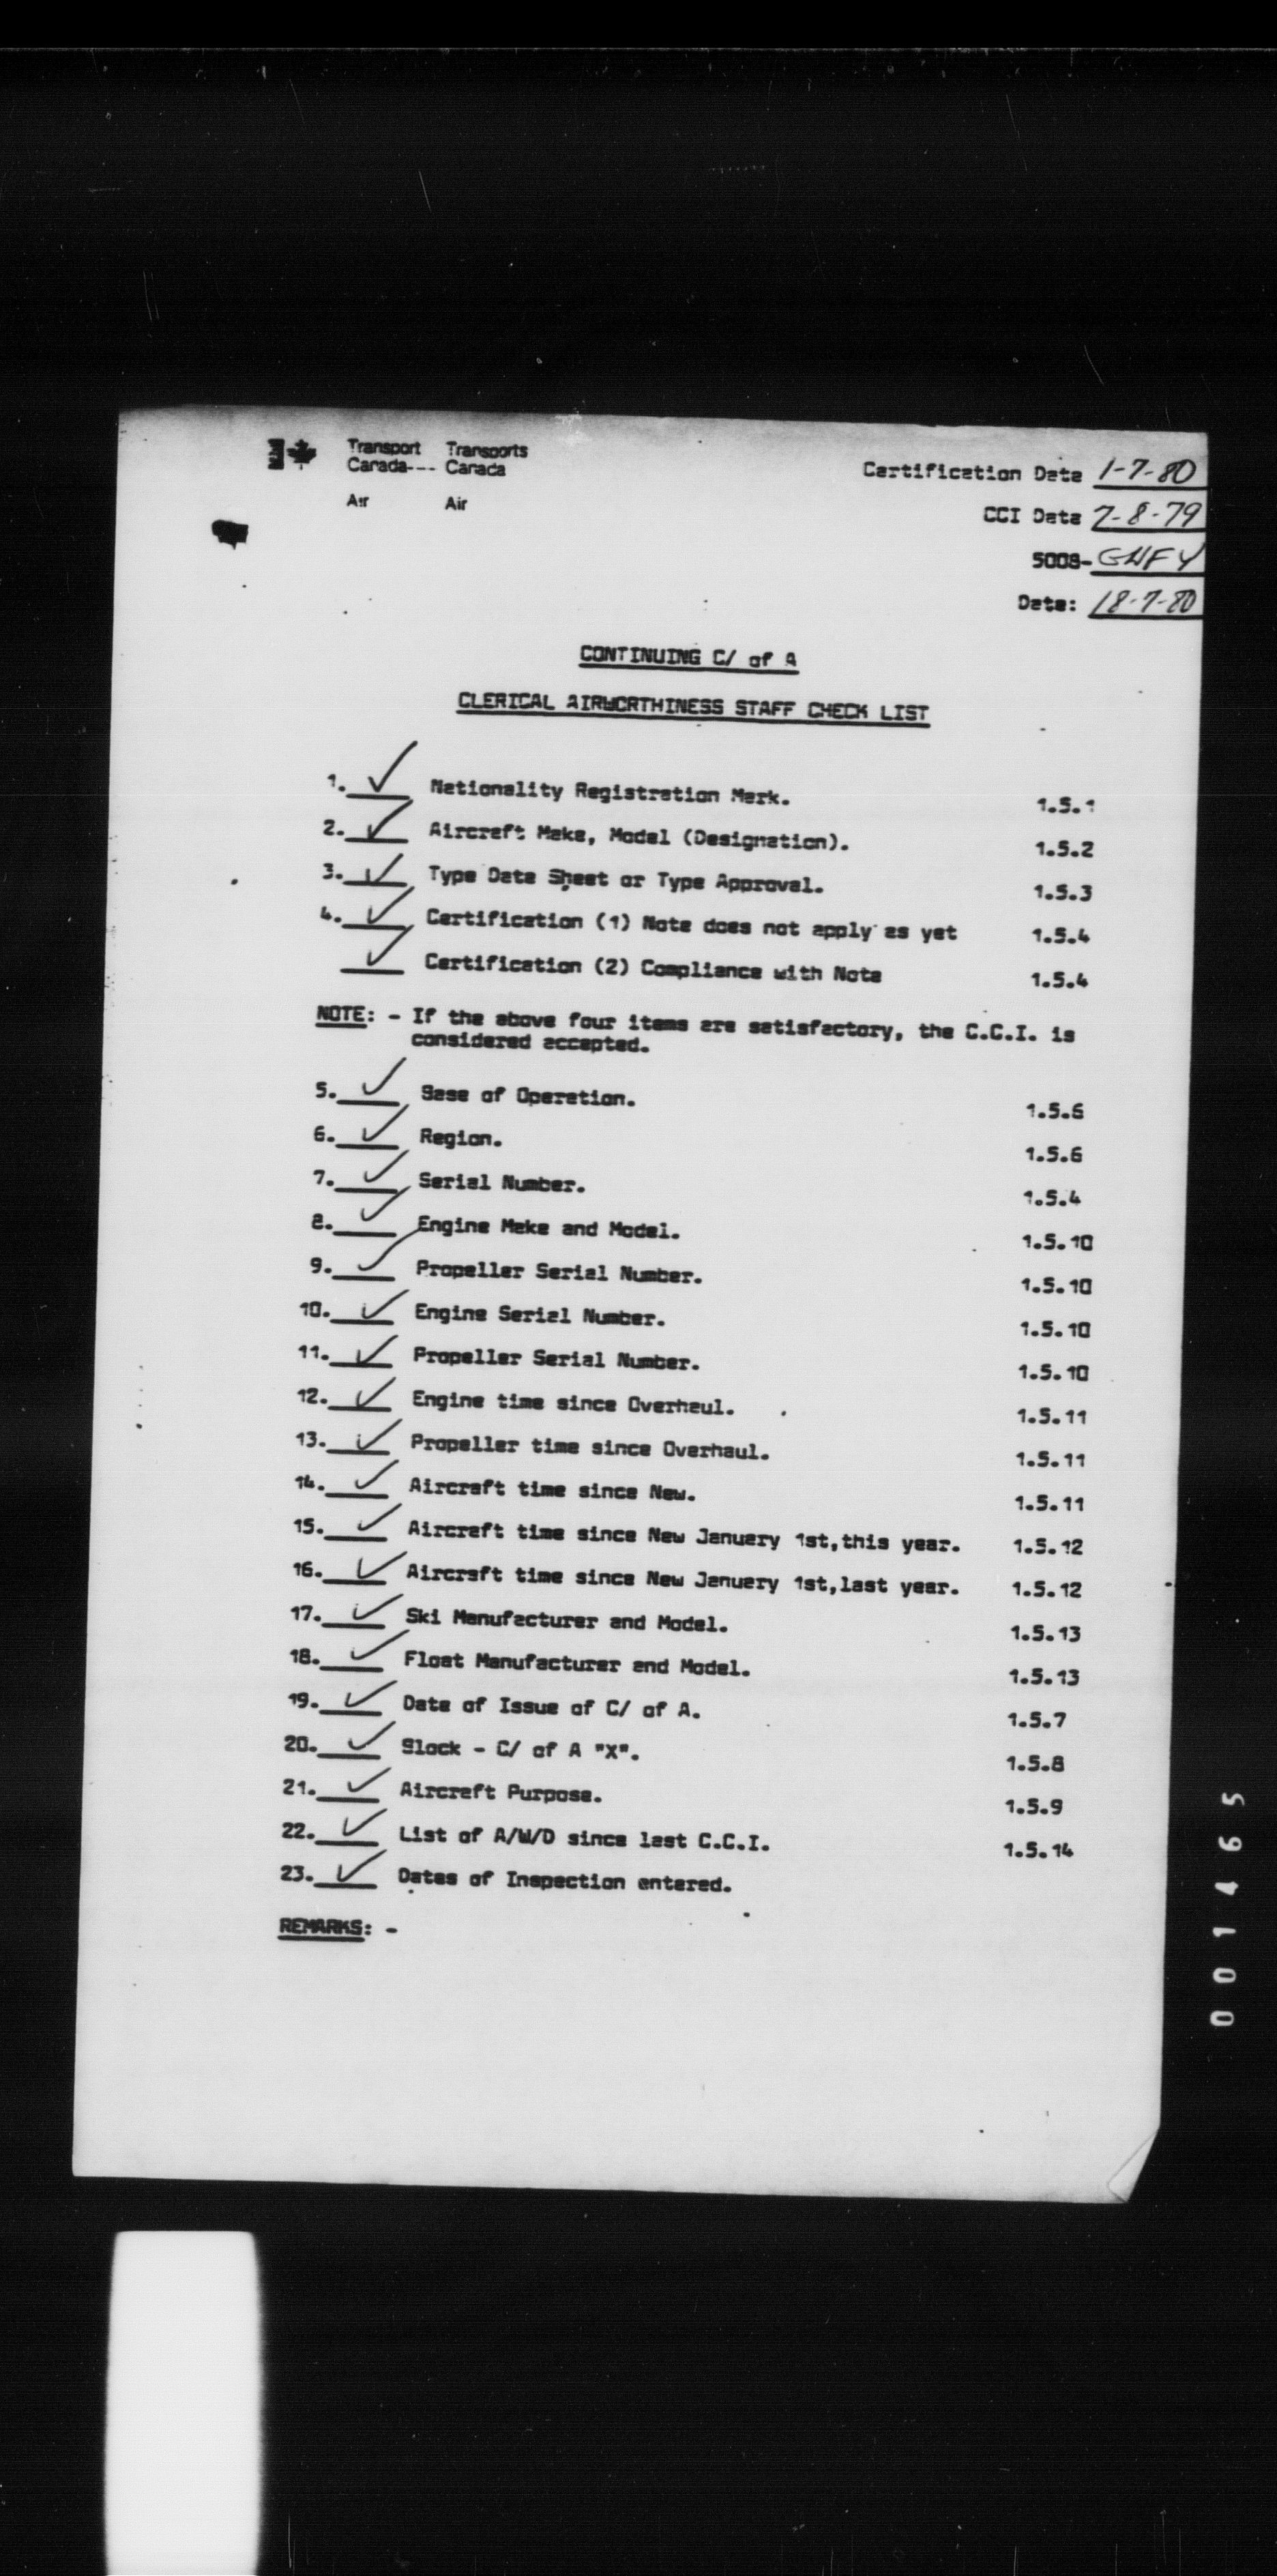 Transport Canada Transports Canada
Air Air
Certification Date 1-7-80
CCI Date 7-8-79
5008-GHFY
Date: 18-7-80
CONTINUING C/ of A
CLERICAL AIRWORTHINESS STAFF CHECK LIST
1. ✓ Nationality Registration Mark. 1.5.1
2. ✓ Aircraft Make, Model (Designation). 1.5.2
3. ✓ Type Data Sheet or Type Approval. 1.5.3
4. ✓ Certification (1) Note does not apply as yet 1.5.4
✓ Certification (2) Compliance with Note 1.5.4
NOTE: - If the above four items are satisfactory, the C.C.I. is
considered accepted.
5. ✓ Base of Operation. 1.5.6
6. ✓ Region. 1.5.6
7. ✓ Serial Number. 1.5.4
8. ✓ Engine Make and Model. 1.5.10
9. ✓ Propeller Serial Number. 1.5.10
10. ✓ Engine Serial Number. 1.5.10
11. ✓ Propeller Serial Number. 1.5.10
12. ✓ Engine time since Overhaul. 1.5.11
13. ✓ Propeller time since Overhaul. 1.5.11
14. ✓ Aircraft time since New. 1.5.11
15. ✓ Aircraft time since New January 1st,this year. 1.5.12
16. ✓ Aircraft time since New January 1st,last year. 1.5.12
17. ✓ Ski Manufacturer and Model. 1.5.13
18. ✓ Float Manufacturer and Model. 1.5.13
19. ✓ Date of Issue of C/ of A. 1.5.7
20. ✓ Block - C/ of A "X". 1.5.8
21. ✓ Aircraft Purpose. 1.5.9
22. ✓ List of A/W/D since last C.C.I. 1.5.14
23. ✓ Dates of Inspection entered.
REMARKS: -
001465